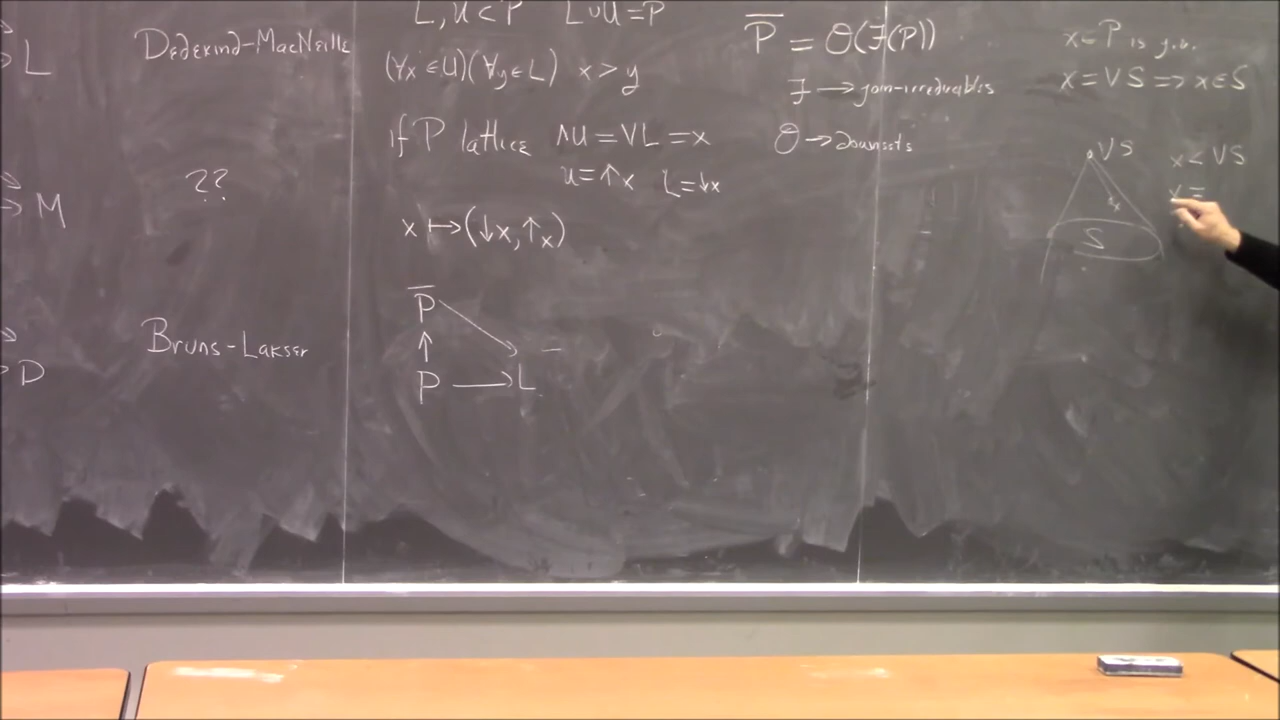 L
Dedekind-MacNeille
M
??
D
Bruns-Lakser
L, U ⊂ P L ∪ U = P
(∀x ∈ U)(∀y ∈ L) x > y
if P lattice ∧U = ∨L = x
U = ↑x L = ↓x
x ↦ (↓x, ↑x)
P̅
↑
P → L
P̅ = O(J(P))
J → join-irreducibles
O → downsets
x ∈ P is j.i.
x = ∨S ⟹ x ∈ S
∨S
x
S
x < ∨S
x =